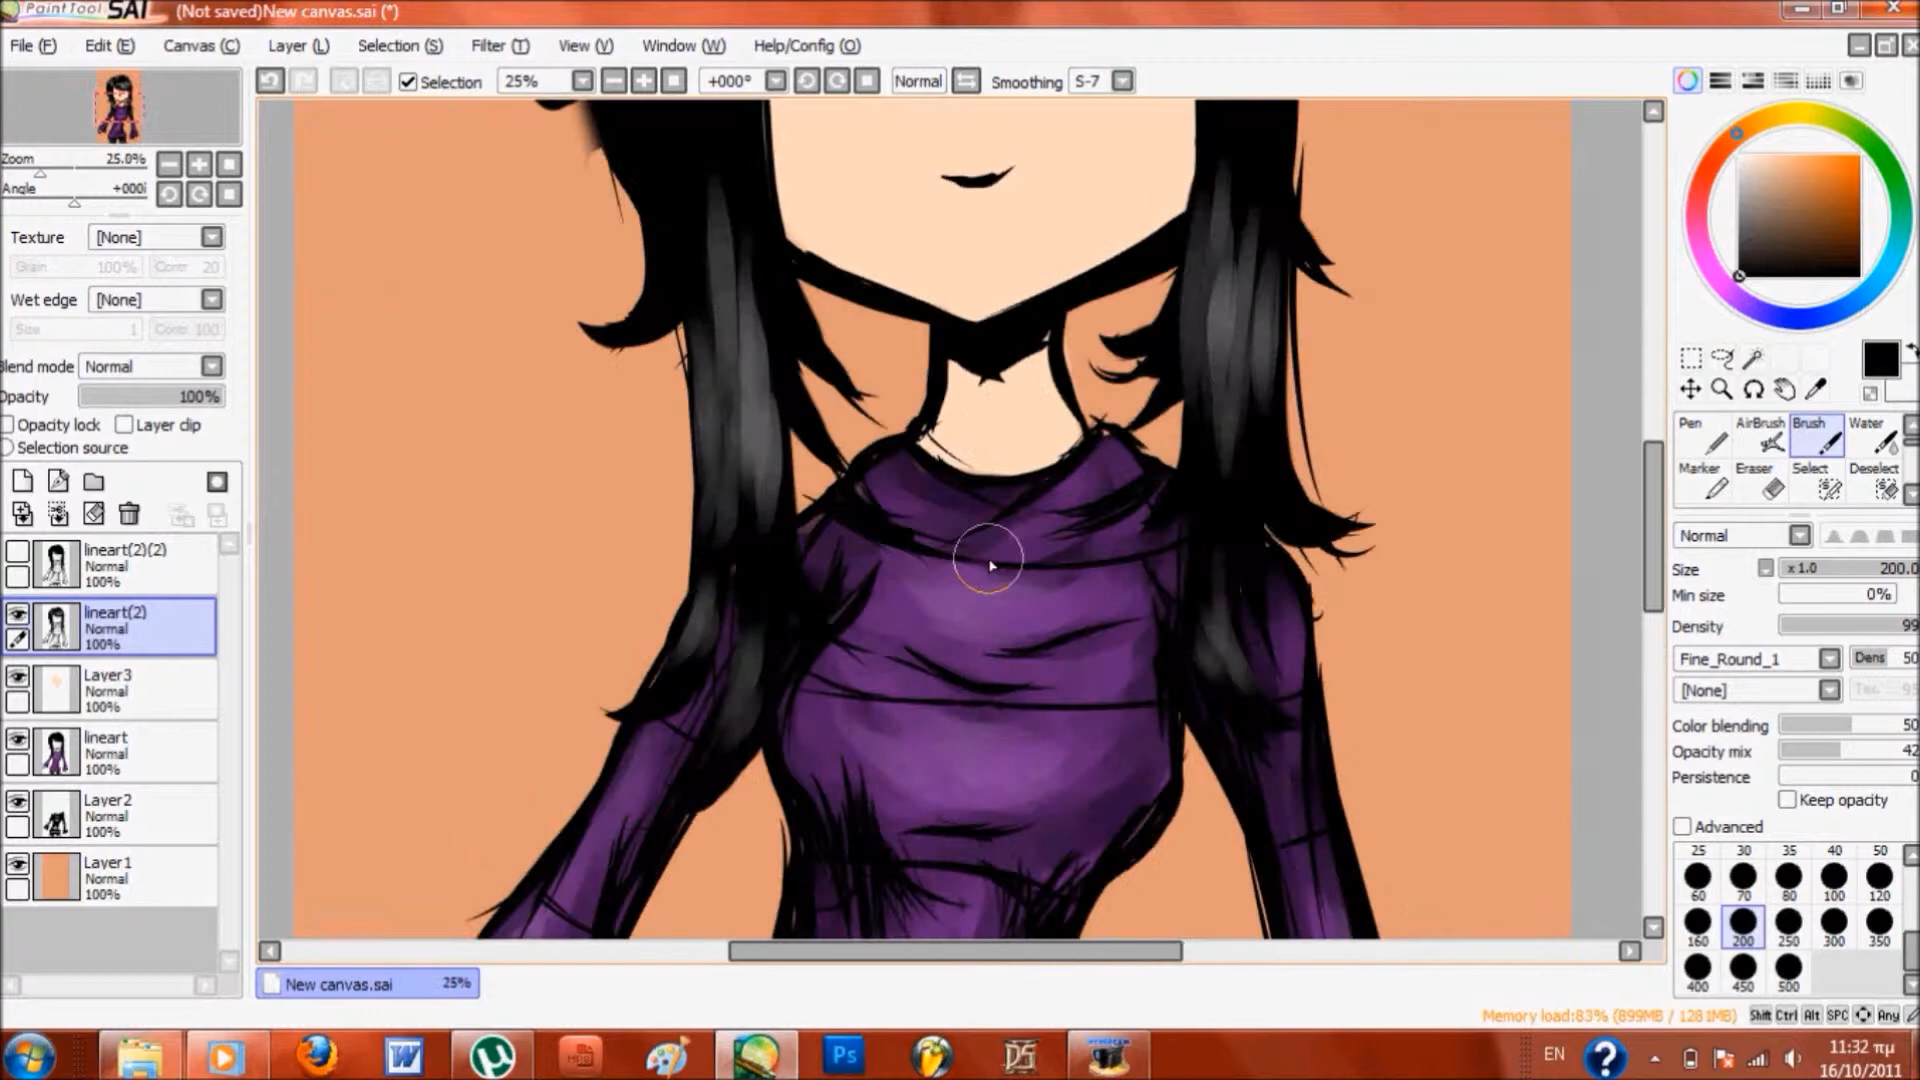 PaintTool SAI (Not saved)New canvas.sai (*)
File (F) Edit (E) Canvas (C) Layer (L) Selection (S) Filter (T) View (V) Window (W) Help/Config (O)
Selection 25% +000° Normal Smoothing S-7
Zoom 25.0%
Angle +000
Texture [None]
Grain 100% Contr 20
Wet edge [None]
Size 1 Contr 100
Blend mode Normal
Opacity 100%
Opacity lock Layer clip
Selection source
lineart(2)(2)
Normal
100%
lineart(2)
Normal
100%
Layer3
Normal
100%
lineart
Normal
100%
Layer2
Normal
100%
Layer1
Normal
100%
Pen AirBrush Brush Water
Marker Eraser Select Deselect
Normal
Size x 1.0 200.0
Min size 0%
Density 99
Fine_Round_1 Dens 50
[None]
Color blending 50
Opacity mix 42
Persistence 0
Keep opacity
Advanced
25 30 35 40 50
60 70 80 100 120
160 200 250 300 350
400 450 500
New canvas.sai 25%
Memory load:83% (899MB / 1281MB) Shift Ctrl Alt SPC Any
W Ps EN ? 11:32 πμ
16/10/2011